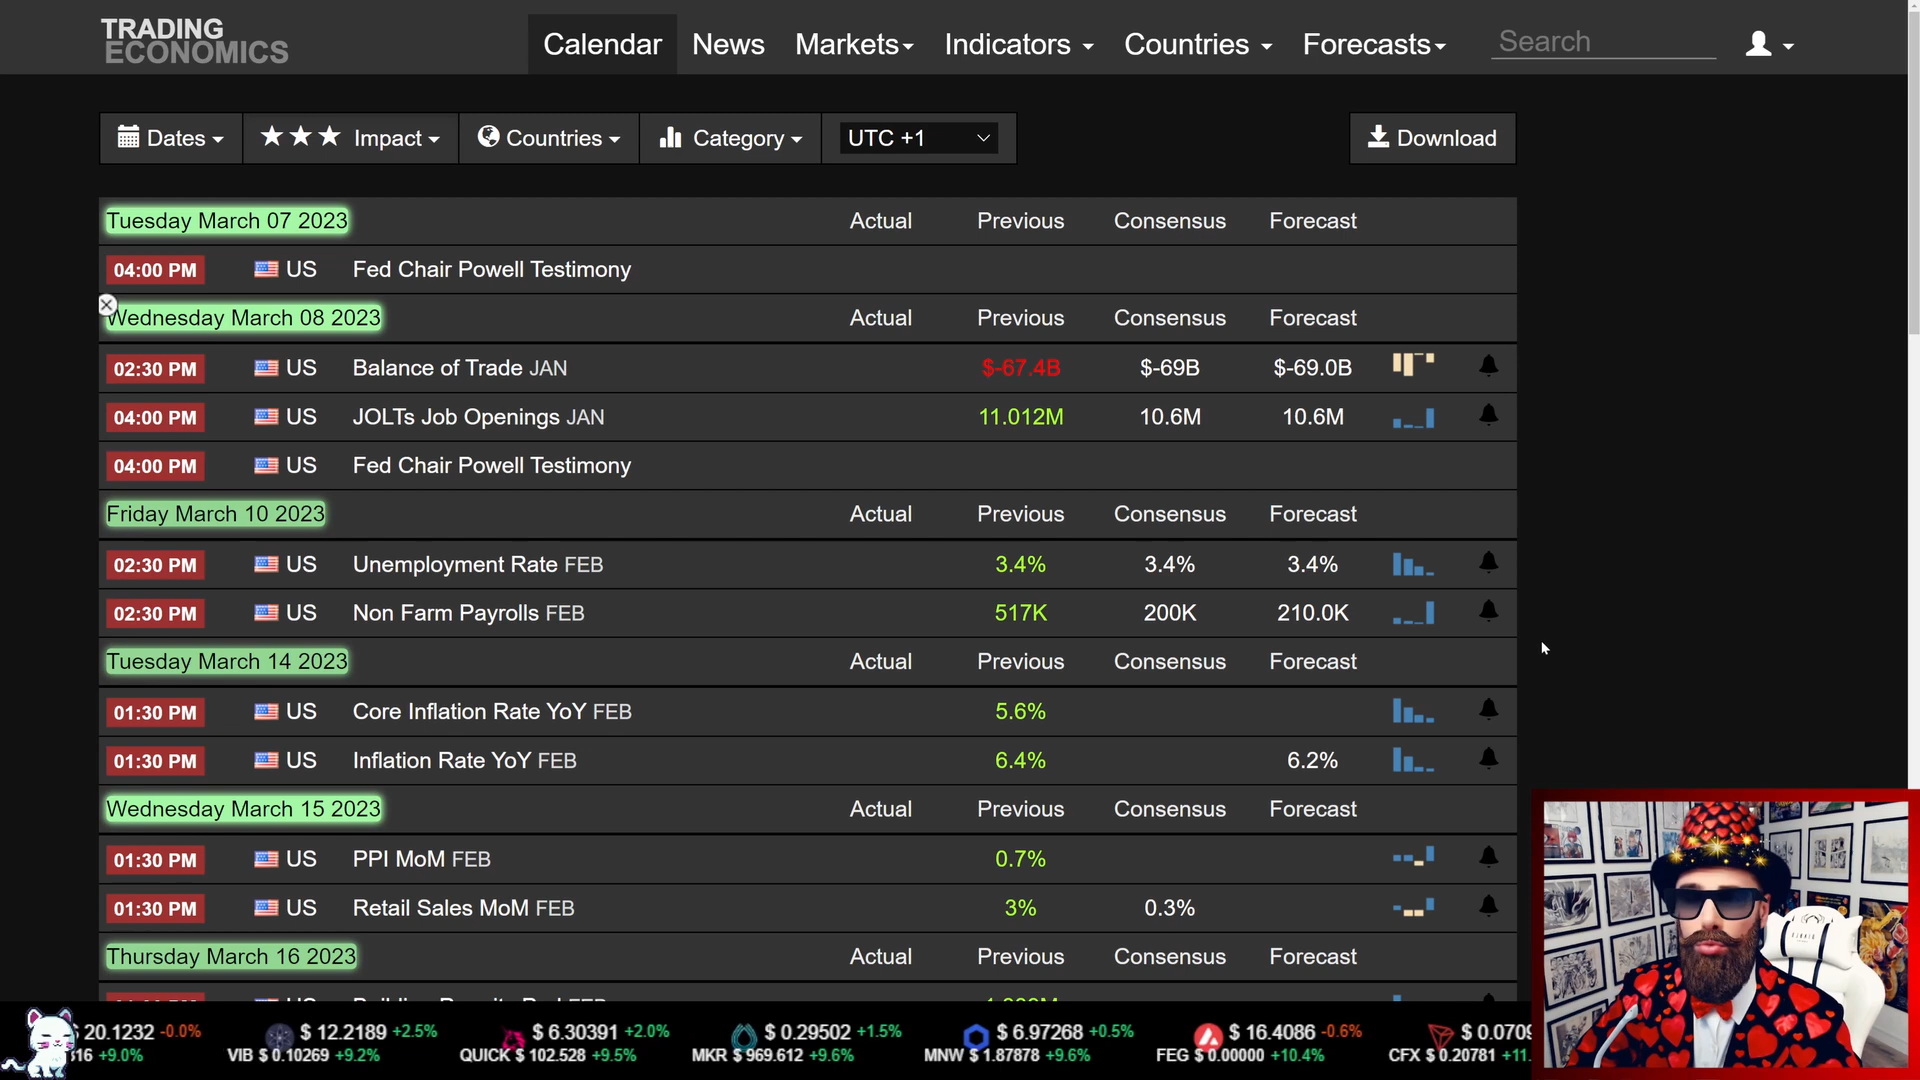 TRADING
ECONOMICS
Calendar News Markets Indicators Countries Forecasts Search
Dates Impact Countries Category UTC +1 Download
Tuesday March 07 2023 Actual Previous Consensus Forecast
04:00 PM US Fed Chair Powell Testimony
Wednesday March 08 2023 Actual Previous Consensus Forecast
02:30 PM US Balance of Trade JAN $-67.4B $-69B $-69.0B
04:00 PM US JOLTs Job Openings JAN 11.012M 10.6M 10.6M
04:00 PM US Fed Chair Powell Testimony
Friday March 10 2023 Actual Previous Consensus Forecast
02:30 PM US Unemployment Rate FEB 3.4% 3.4% 3.4%
02:30 PM US Non Farm Payrolls FEB 517K 200K 210.0K
Tuesday March 14 2023 Actual Previous Consensus Forecast
01:30 PM US Core Inflation Rate YoY FEB 5.6%
01:30 PM US Inflation Rate YoY FEB 6.4% 6.2%
Wednesday March 15 2023 Actual Previous Consensus Forecast
01:30 PM US PPI MoM FEB 0.7%
01:30 PM US Retail Sales MoM FEB 3% 0.3%
Thursday March 16 2023 Actual Previous Consensus Forecast
20.1232 -0.0% $ 12.2189 +2.5% $ 6.30391 +2.0% $ 0.29502 +1.5% $ 6.97268 +0.5% $ 16.4086 -0.6% $ 0.0709
+9.0% VIB $ 0.10269 +9.2% QUICK $ 102.528 +9.5% MKR $ 969.612 +9.6% MNW $ 1.87878 +9.6% FEG $ 0.00000 +10.4% CFX $ 0.20781 +11.